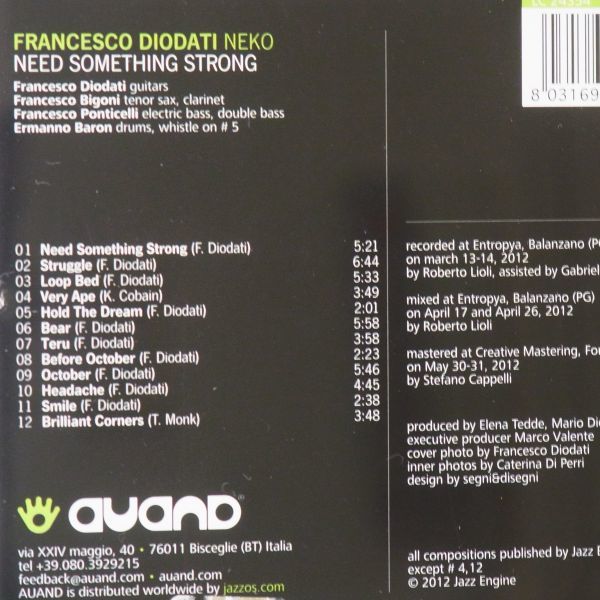 FRANCESCO DIODATI NEKO
NEED SOMETHING STRONG
Francesco Diodati guitars
Francesco Bigoni tenor sax, clarinet
Francesco Ponticelli electric bass, double bass
Ermanno Baron drums, whistle on # 5
LC 24354
8 03169
01 Need Something Strong (F. Diodati) 5:21
02 Struggle (F. Diodati) 6:44
03 Loop Bed (F. Diodati) 5:33
04 Very Ape (K. Cobain) 3:49
05 Hold The Dream (F. Diodati) 2:01
06 Bear (F. Diodati) 5:58
07 Teru (F. Diodati) 3:58
08 Before October (F. Diodati) 2:23
09 October (F. Diodati) 5:46
10 Headache (F. Diodati) 4:45
11 Smile (F. Diodati) 2:38
12 Brilliant Corners (T. Monk) 3:48
recorded at Entropya, Balanzano (PG
on march 13-14, 2012
by Roberto Lioli, assisted by Gabriel
mixed at Entropya, Balanzano (PG)
on April 17 and April 26, 2012
by Roberto Lioli
mastered at Creative Mastering, Fo
on May 30-31, 2012
by Stefano Cappelli
produced by Elena Tedde, Mario Di
executive producer Marco Valente
cover photo by Francesco Diodati
inner photos by Caterina Di Perri
design by segni&disegni
all compositions published by Jazz E
except # 4,12
© 2012 Jazz Engine
AUAND
via XXIV maggio, 40 • 76011 Bisceglie (BT) Italia
tel +39.080.3929215
feedback@auand.com • auand.com
AUAND is distributed worldwide by jazzos.com